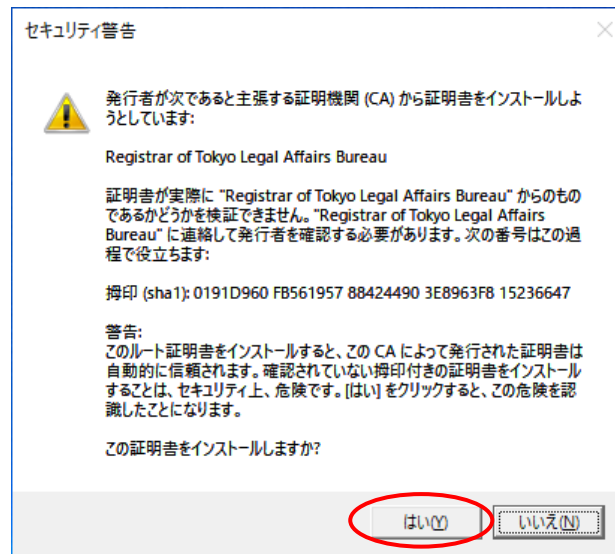 セキュリティ警告
発行者が次であると主張する証明機関 (CA) から証明書をインストールしよ
うとしています:
Registrar of Tokyo Legal Affairs Bureau
証明書が実際に "Registrar of Tokyo Legal Affairs Bureau" からのもの
であるかどうかを検証できません。"Registrar of Tokyo Legal Affairs
Bureau" に連絡して発行者を確認する必要があります。次の番号はこの過
程で役立ちます:
拇印 (sha1): 0191D960 FB561957 88424490 3E8963F8 15236647
警告:
このルート証明書をインストールすると、この CA によって発行された証明書は
自動的に信頼されます。確認されていない拇印付きの証明書をインストール
することは、セキュリティ上、危険です。[はい] をクリックすると、この危険を認
識したことになります。
この証明書をインストールしますか?
はい(Y) いいえ(N)